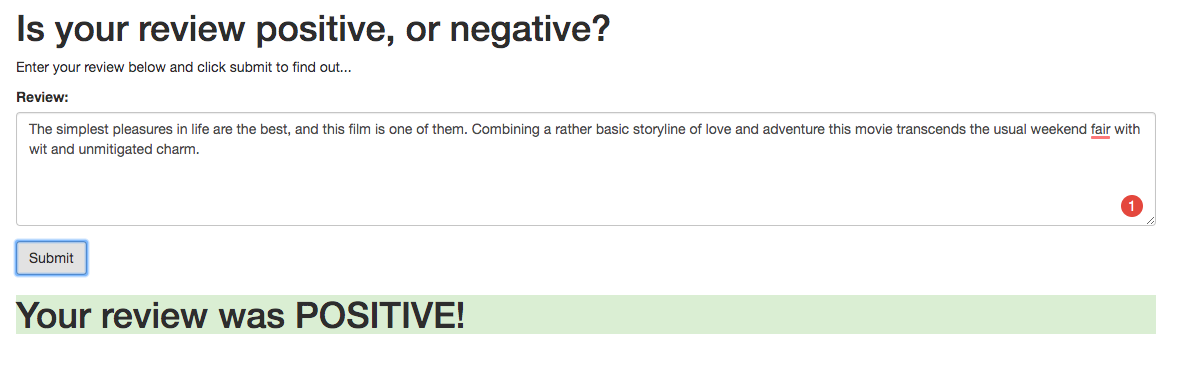 Is your review positive, or negative?
Enter your review below and click submit to find out...
Review:
The simplest pleasures in life are the best, and this film is one of them. Combining a rather basic storyline of love and adventure this movie transcends the usual weekend fair with
wit and unmitigated charm.
1
Submit
Your review was POSITIVE!